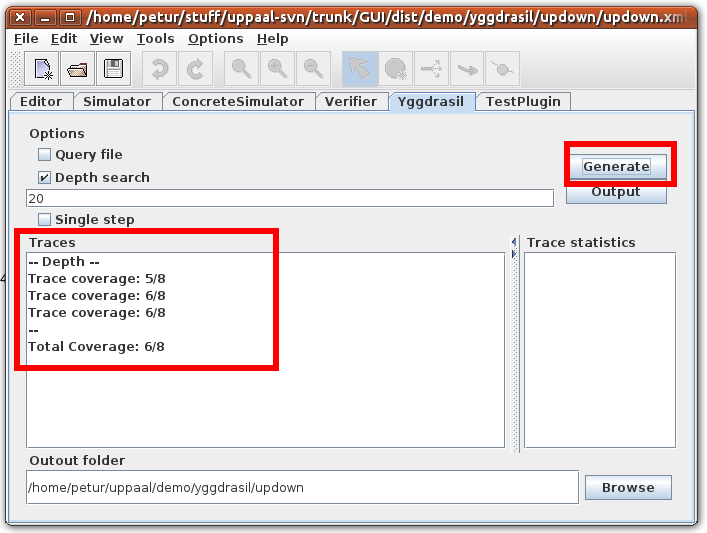 /home/petur/stuff/uppaal-svn/trunk/GUI/dist/demo/yggdrasil/updown/updown.xml
File Edit View Tools Options Help
Editor Simulator ConcreteSimulator Verifier Yggdrasil TestPlugin
Options
Query file
Generate
Depth search
Output
20
Single step
Traces
Trace statistics
-- Depth --
Trace coverage: 5/8
Trace coverage: 6/8
Trace coverage: 6/8
--
Total Coverage: 6/8
Outout folder
/home/petur/uppaal/demo/yggdrasil/updown
Browse